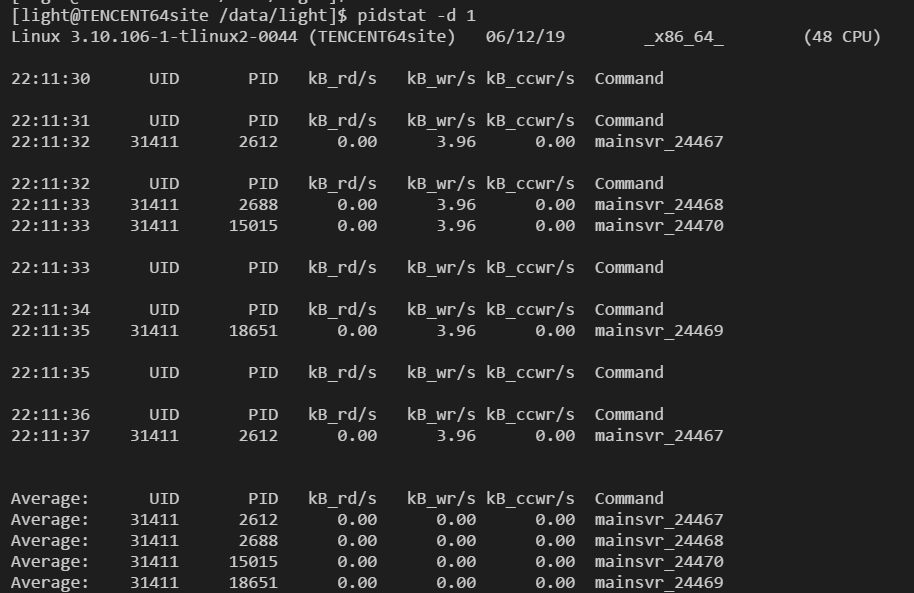 [light@TENCENT64site /data/light]$ pidstat -d 1
Linux 3.10.106-1-tlinux2-0044 (TENCENT64site)   06/12/19        _x86_64_        (48 CPU)
22:11:30      UID       PID   kB_rd/s   kB_wr/s kB_ccwr/s  Command
22:11:31      UID       PID   kB_rd/s   kB_wr/s kB_ccwr/s  Command
22:11:32    31411      2612      0.00      3.96      0.00  mainsvr_24467
22:11:32      UID       PID   kB_rd/s   kB_wr/s kB_ccwr/s  Command
22:11:33    31411      2688      0.00      3.96      0.00  mainsvr_24468
22:11:33    31411     15015      0.00      3.96      0.00  mainsvr_24470
22:11:33      UID       PID   kB_rd/s   kB_wr/s kB_ccwr/s  Command
22:11:34      UID       PID   kB_rd/s   kB_wr/s kB_ccwr/s  Command
22:11:35    31411     18651      0.00      3.96      0.00  mainsvr_24469
22:11:35      UID       PID   kB_rd/s   kB_wr/s kB_ccwr/s  Command
22:11:36      UID       PID   kB_rd/s   kB_wr/s kB_ccwr/s  Command
22:11:37    31411      2612      0.00      3.96      0.00  mainsvr_24467
Average:      UID       PID   kB_rd/s   kB_wr/s kB_ccwr/s  Command
Average:    31411      2612      0.00      0.00      0.00  mainsvr_24467
Average:    31411      2688      0.00      0.00      0.00  mainsvr_24468
Average:    31411     15015      0.00      0.00      0.00  mainsvr_24470
Average:    31411     18651      0.00      0.00      0.00  mainsvr_24469